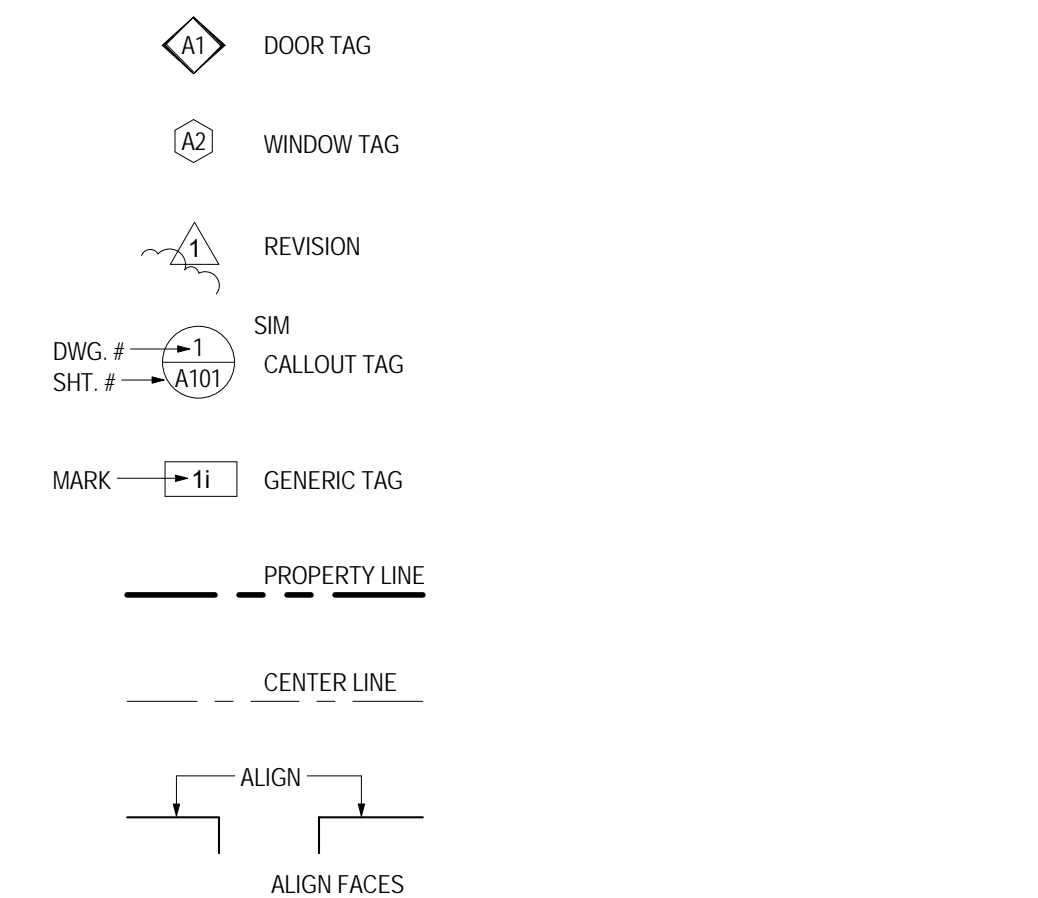 A1 DOOR TAG
A2 WINDOW TAG
1 REVISION
SIM
DWG. # 1
CALLOUT TAG
SHT. # A101
MARK 1i GENERIC TAG
PROPERTY LINE
CENTER LINE
ALIGN
ALIGN FACES